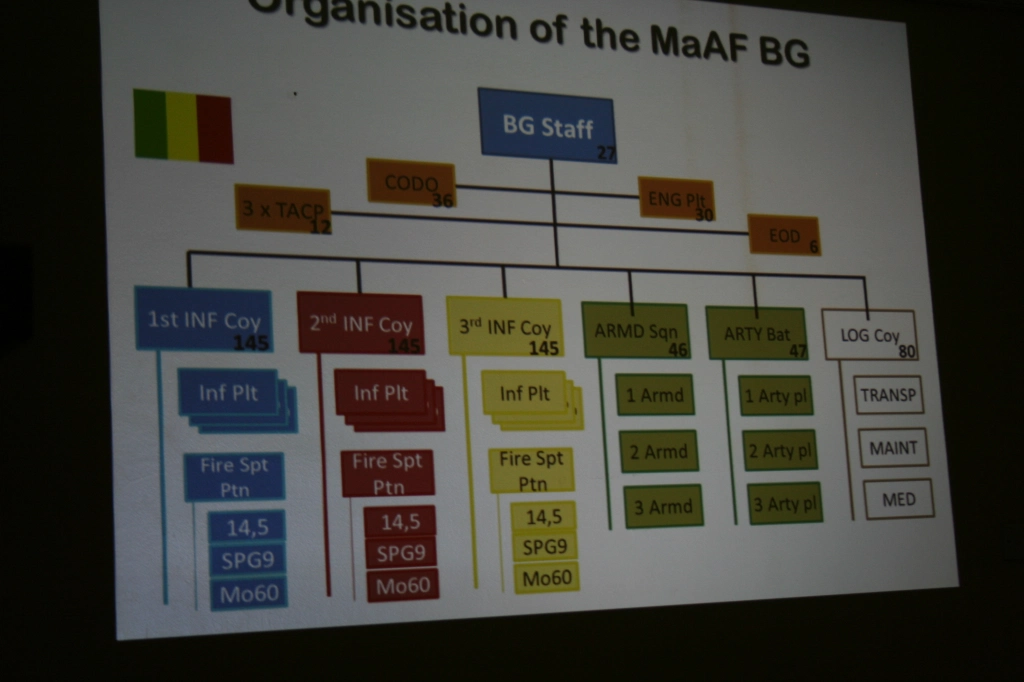 Organisation of the MaAF BG
BG Staff
27
CODO
36
ENG Plt
30
3 x TACP
12
EOD
6
1st INF Coy
145
2nd INF Coy
145
3rd INF Coy
145
ARMD Sqn
46
ARTY Bat
47
LOG Coy
80
Inf Plt
Inf Plt
Inf Plt
1 Armd
1 Arty pl
TRANSP
Fire Spt
Ptn
Fire Spt
Ptn
Fire Spt
Ptn
2 Armd
2 Arty pl
MAINT
14,5
14,5
14,5
3 Armd
3 Arty pl
MED
SPG9
SPG9
SPG9
Mo60
Mo60
Mo60